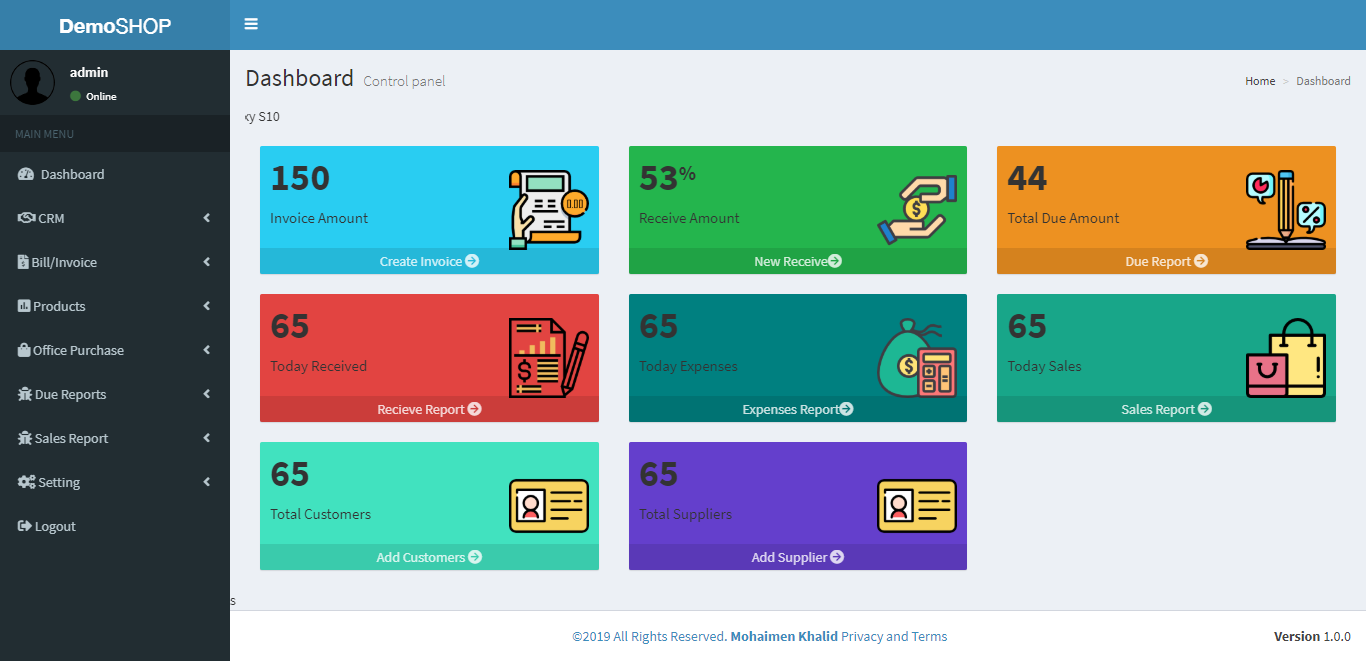 DemoSHOP
admin
Online
MAIN MENU
Dashboard
CRM
Bill/Invoice
Products
Office Purchase
Due Reports
Sales Report
Setting
Logout
Dashboard Control panel
Home > Dashboard
ky S10
150
Invoice Amount
0.00
Create Invoice
53%
Receive Amount
$
New Receive
44
Total Due Amount
%
Due Report
65
Today Received
$
Recieve Report
65
Today Expenses
$
Expenses Report
65
Today Sales
Sales Report
65
Total Customers
Add Customers
65
Total Suppliers
Add Supplier
s
©2019 All Rights Reserved. Mohaimen Khalid Privacy and Terms
Version 1.0.0